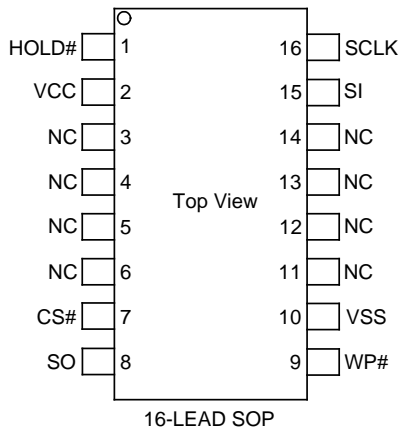 HOLD# 1 16 SCLK
VCC 2 15 SI
NC 3 14 NC
NC 4 13 NC
Top View
NC 5 12 NC
NC 6 11 NC
CS# 7 10 VSS
SO 8 9 WP#
16-LEAD SOP